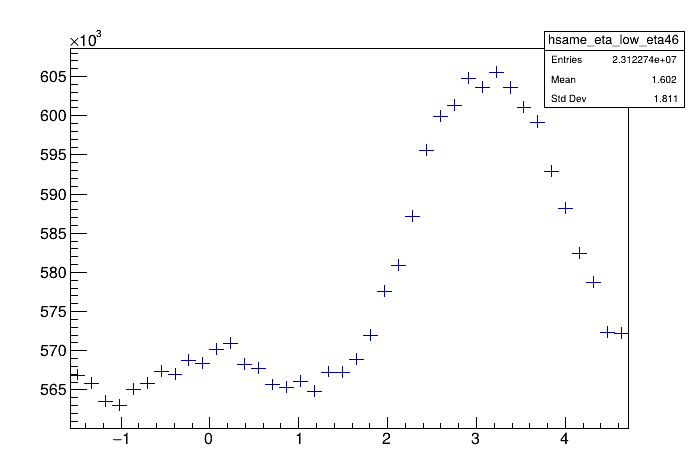 ×10³
hsame_eta_low_eta46
Entries 2.312274e+07
Mean 1.602
Std Dev 1.811
605
600
595
590
585
580
575
570
565
−1 0 1 2 3 4